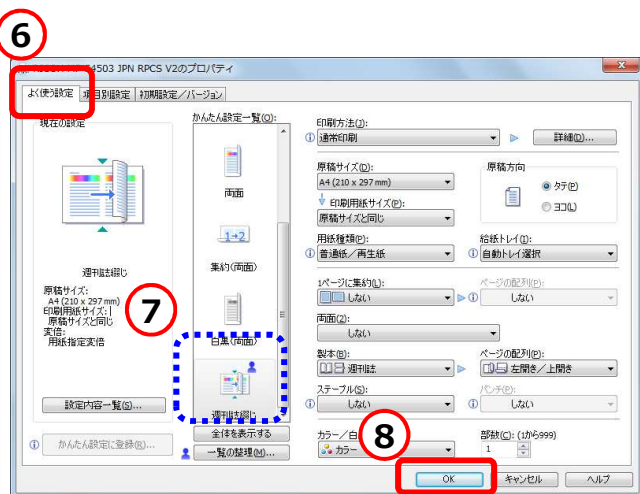 ⑥
4503 JPN RPCS V2のプロパティ
よく使う設定
項目別設定
初期設定／バージョン
現在の設定
週刊誌綴じ
原稿サイズ:
A4 (210 x 297 mm)
印刷用紙サイズ:
原稿サイズと同じ
変倍:
用紙指定変倍
設定内容一覧(S)...
かんたん設定に登録(R)...
⑦
かんたん設定一覧(O):
両面
1→2
集約(両面)
白黒(両面)
週刊誌綴じ
全体を表示する
一覧の整理(M)...
印刷方法(J):
通常印刷
詳細(D)...
原稿サイズ(D):
A4 (210 x 297 mm)
印刷用紙サイズ(P):
原稿サイズと同じ
原稿方向
タテ(P)
ヨコ(L)
用紙種類(P):
普通紙／再生紙
給紙トレイ(T):
自動トレイ選択
1ページに集約(L):
しない
ページの配列(P):
しない
両面(2):
しない
製本(B):
週刊誌
ページの配列(P):
左開き／上開き
ステープル(S):
しない
パンチ(P):
しない
カラー／白
カラー
⑧
部数(C): (1から999)
1
OK
キャンセル
ヘルプ